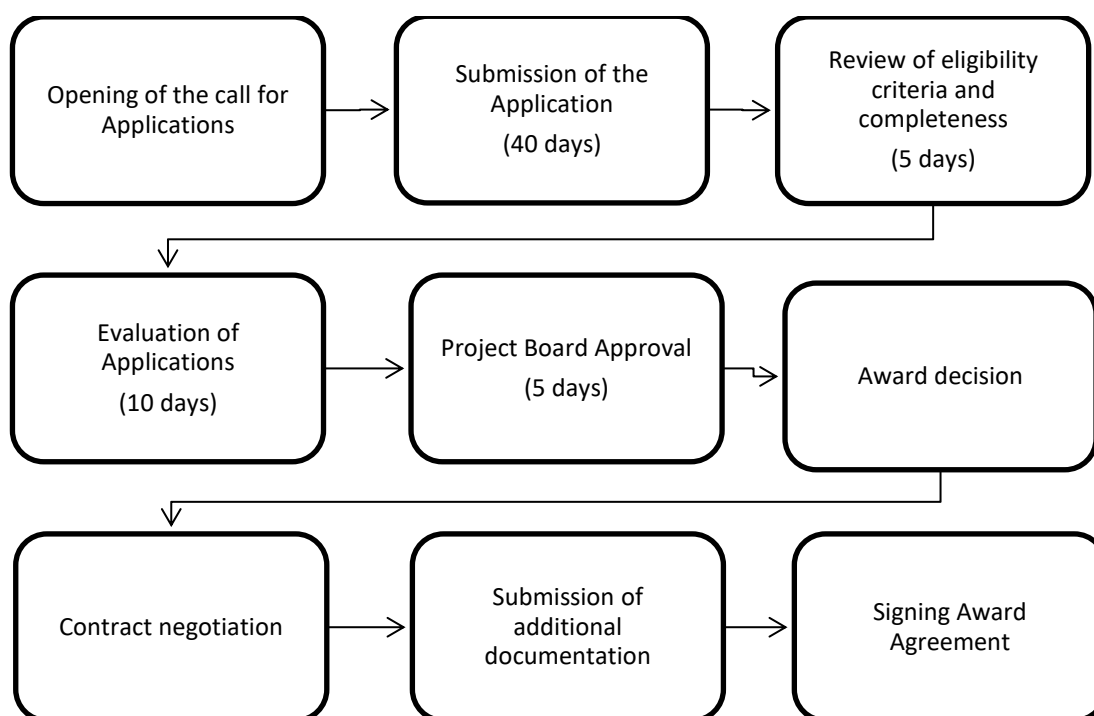 Opening of the call for
Applications
Submission of the
Application
(40 days)
Review of eligibility
criteria and
completeness
(5 days)
Evaluation of
Applications
(10 days)
Project Board Approval
(5 days)
Award decision
Contract negotiation
Submission of
additional
documentation
Signing Award
Agreement